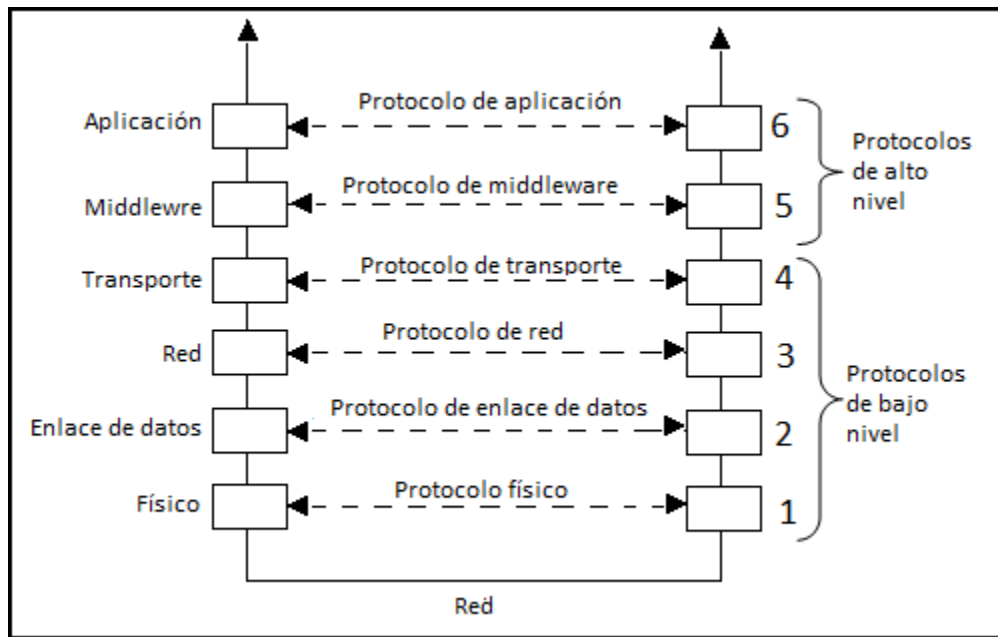 Aplicación
Protocolo de aplicación
6
Protocolos
de alto
nivel
Middlewre
Protocolo de middleware
5
Transporte
Protocolo de transporte
4
Red
Protocolo de red
3
Protocolos
de bajo
nivel
Enlace de datos
Protocolo de enlace de datos
2
Físico
Protocolo físico
1
Red